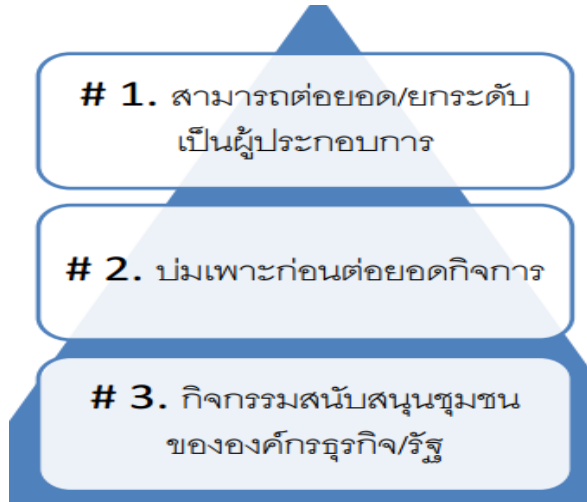 # 1. สามารถต่อยอด/ยกระดับ
เป็นผู้ประกอบการ
# 2. บ่มเพาะก่อนต่อยอดกิจการ
# 3. กิจกรรมสนับสนุนชุมชน
ขององค์กรธุรกิจ/รัฐ